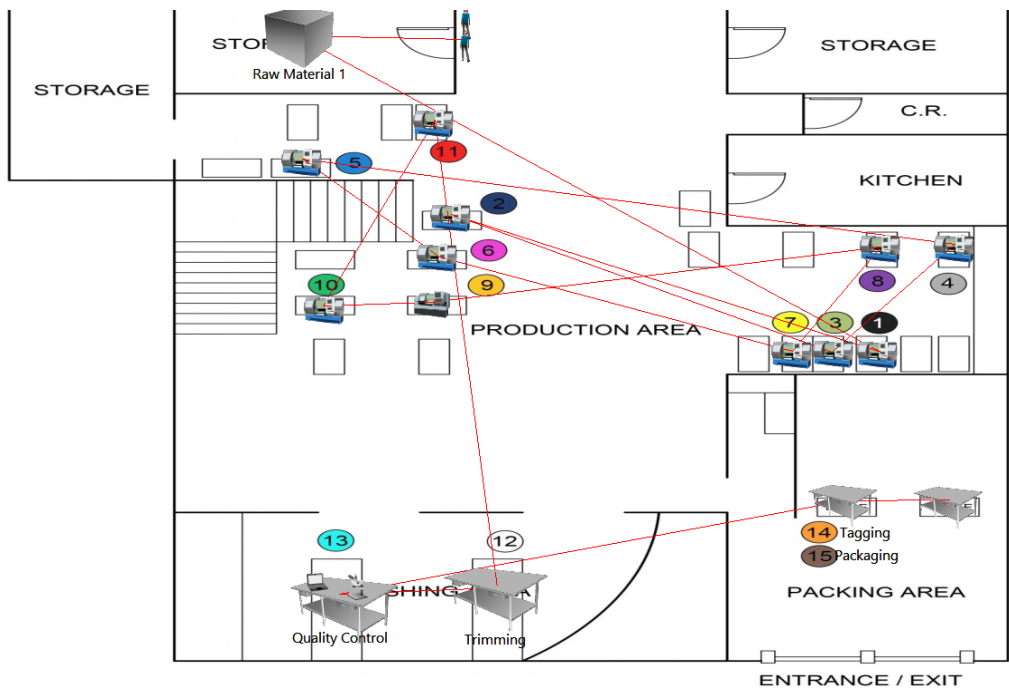 STOR
Raw Material 1
STORAGE
STORAGE
C.R.
KITCHEN
11
5
2
6
10
9
8
4
7
3
1
PRODUCTION AREA
13
12
14 Tagging
15 Packaging
SHING
A
Quality Control
Trimming
PACKING AREA
ENTRANCE / EXIT